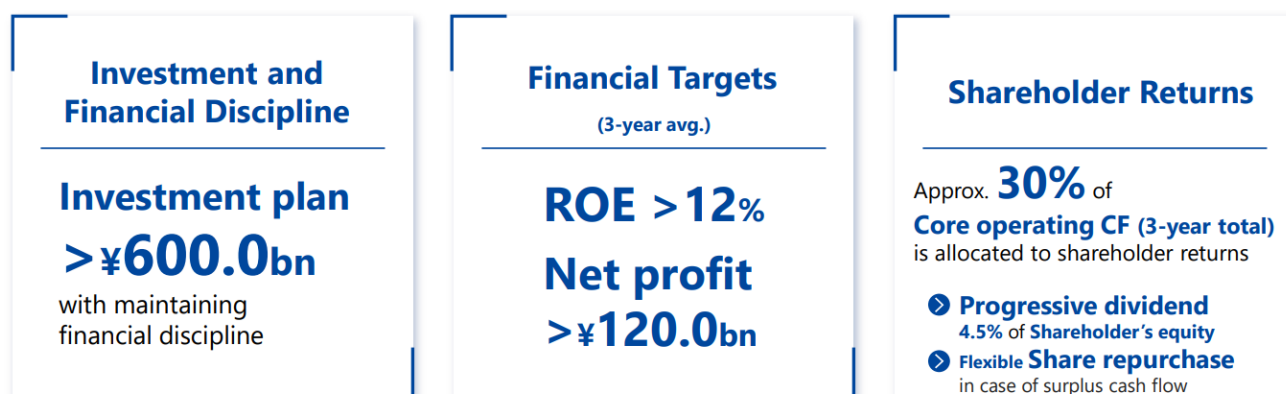 Investment and
Financial Discipline
Investment plan
>¥600.0bn
with maintaining
financial discipline
Financial Targets
(3-year avg.)
ROE >12%
Net profit
>¥120.0bn
Shareholder Returns
Approx. 30% of
Core operating CF (3-year total)
is allocated to shareholder returns
Progressive dividend
4.5% of Shareholder's equity
Flexible Share repurchase
in case of surplus cash flow